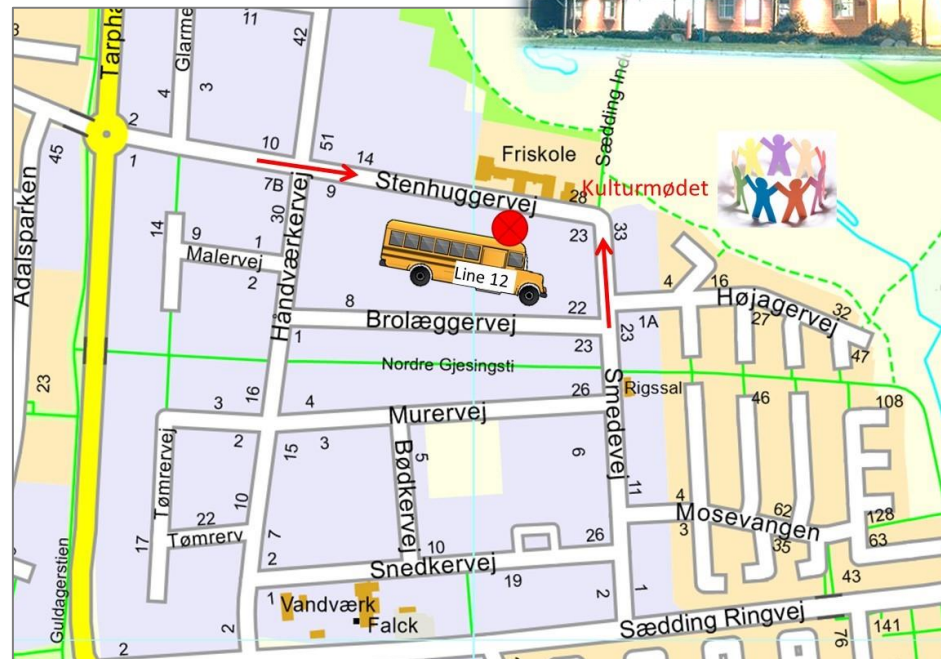 11
42
Glarme
Tarpha
4
3
2
1
45
10
51
14
7B
9
Stenhuggervej
Friskole
28
Sædding Ind
Kulturmødet
Ådalsparken
14
9
1
Malervej
2
30
Håndværkervej
Line 12
23
33
8
Brolæggervej
22
1
23
4
16
Højagervej
32
1A
23
27
47
Nordre Gjesingsti
23
3
16
4
Murervej
26
Smedevej
Rigssal
46
108
2
15
3
Tømrervej
Bødkervej
5
6
10
22
Tømrerv
17
7
11
4
Mosevangen
3
62
35
128
63
2
10
Snedkervej
26
19
2
1
43
1
Vandværk
Falck
Guldagerstien
2
2
Sædding Ringvej
76
141